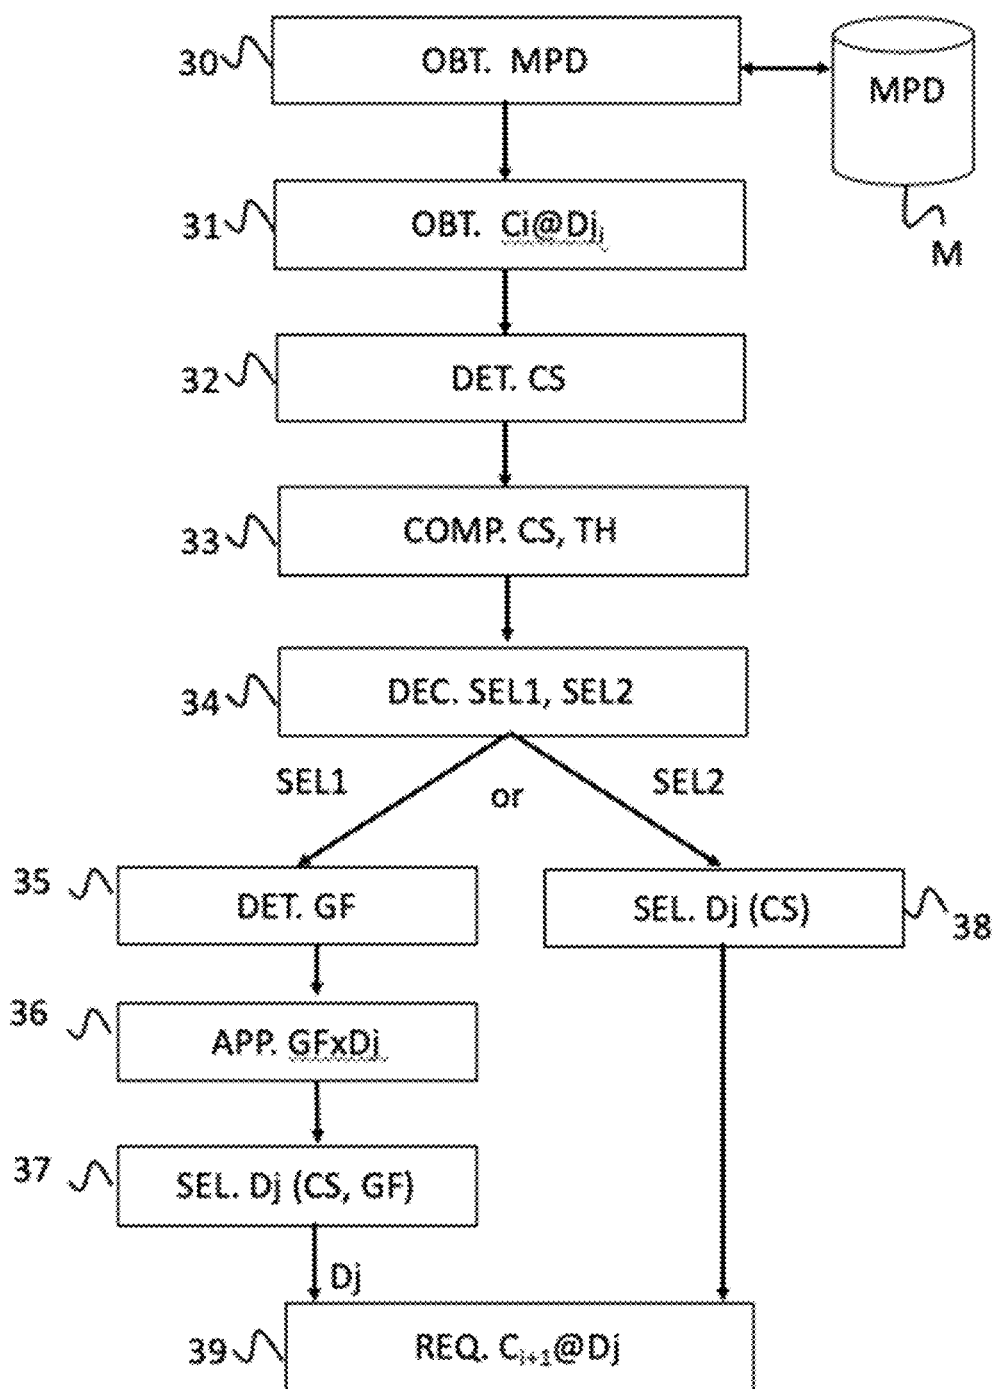 30
OBT. MPD
MPD
M
31
OBT. Ci@Djᵢ
32
DET. CS
33
COMP. CS, TH
34
DEC. SEL1, SEL2
SEL1
or
SEL2
35
DET. GF
SEL. Dj (CS)
38
36
APP. GFxDj
37
SEL. Dj (CS, GF)
Dj
39
REQ. Cᵢ₊₁@Dj